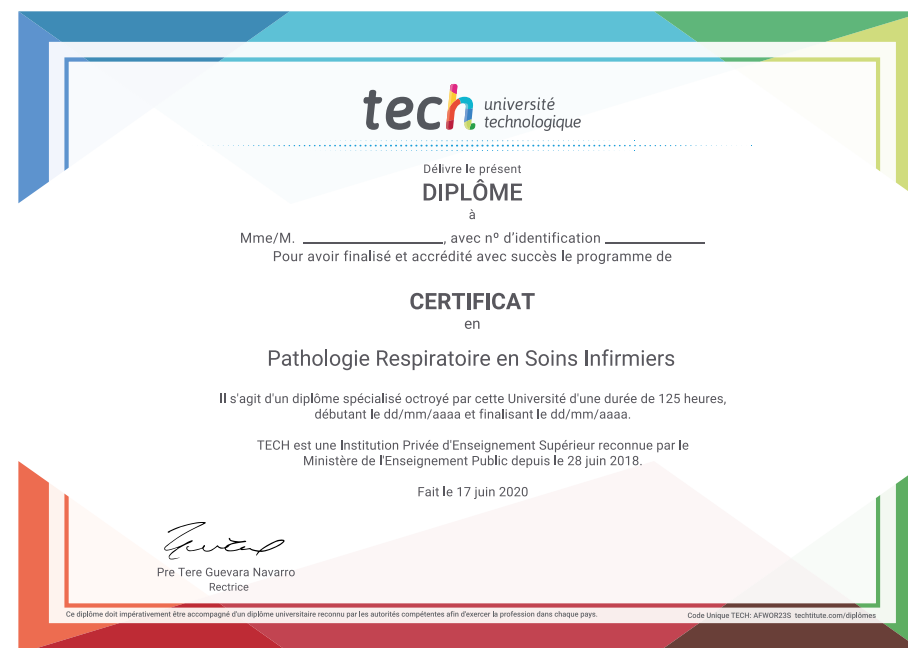 tech université
technologique
Délivre le présent
DIPLÔME
à
Mme/M. ____________________, avec nº d'identification ______________
Pour avoir finalisé et accrédité avec succès le programme de
CERTIFICAT
en
Pathologie Respiratoire en Soins Infirmiers
Il s'agit d'un diplôme spécialisé octroyé par cette Université d'une durée de 125 heures,
débutant le dd/mm/aaaa et finalisant le dd/mm/aaaa.
TECH est une Institution Privée d'Enseignement Supérieur reconnue par le
Ministère de l'Enseignement Public depuis le 28 juin 2018.
Fait le 17 juin 2020
Pre Tere Guevara Navarro
Rectrice
Ce diplôme doit impérativement être accompagné d'un diplôme universitaire reconnu par les autorités compétentes afin d'exercer la profession dans chaque pays.
Code Unique TECH: AFWOR23S techtitute.com/diplômes